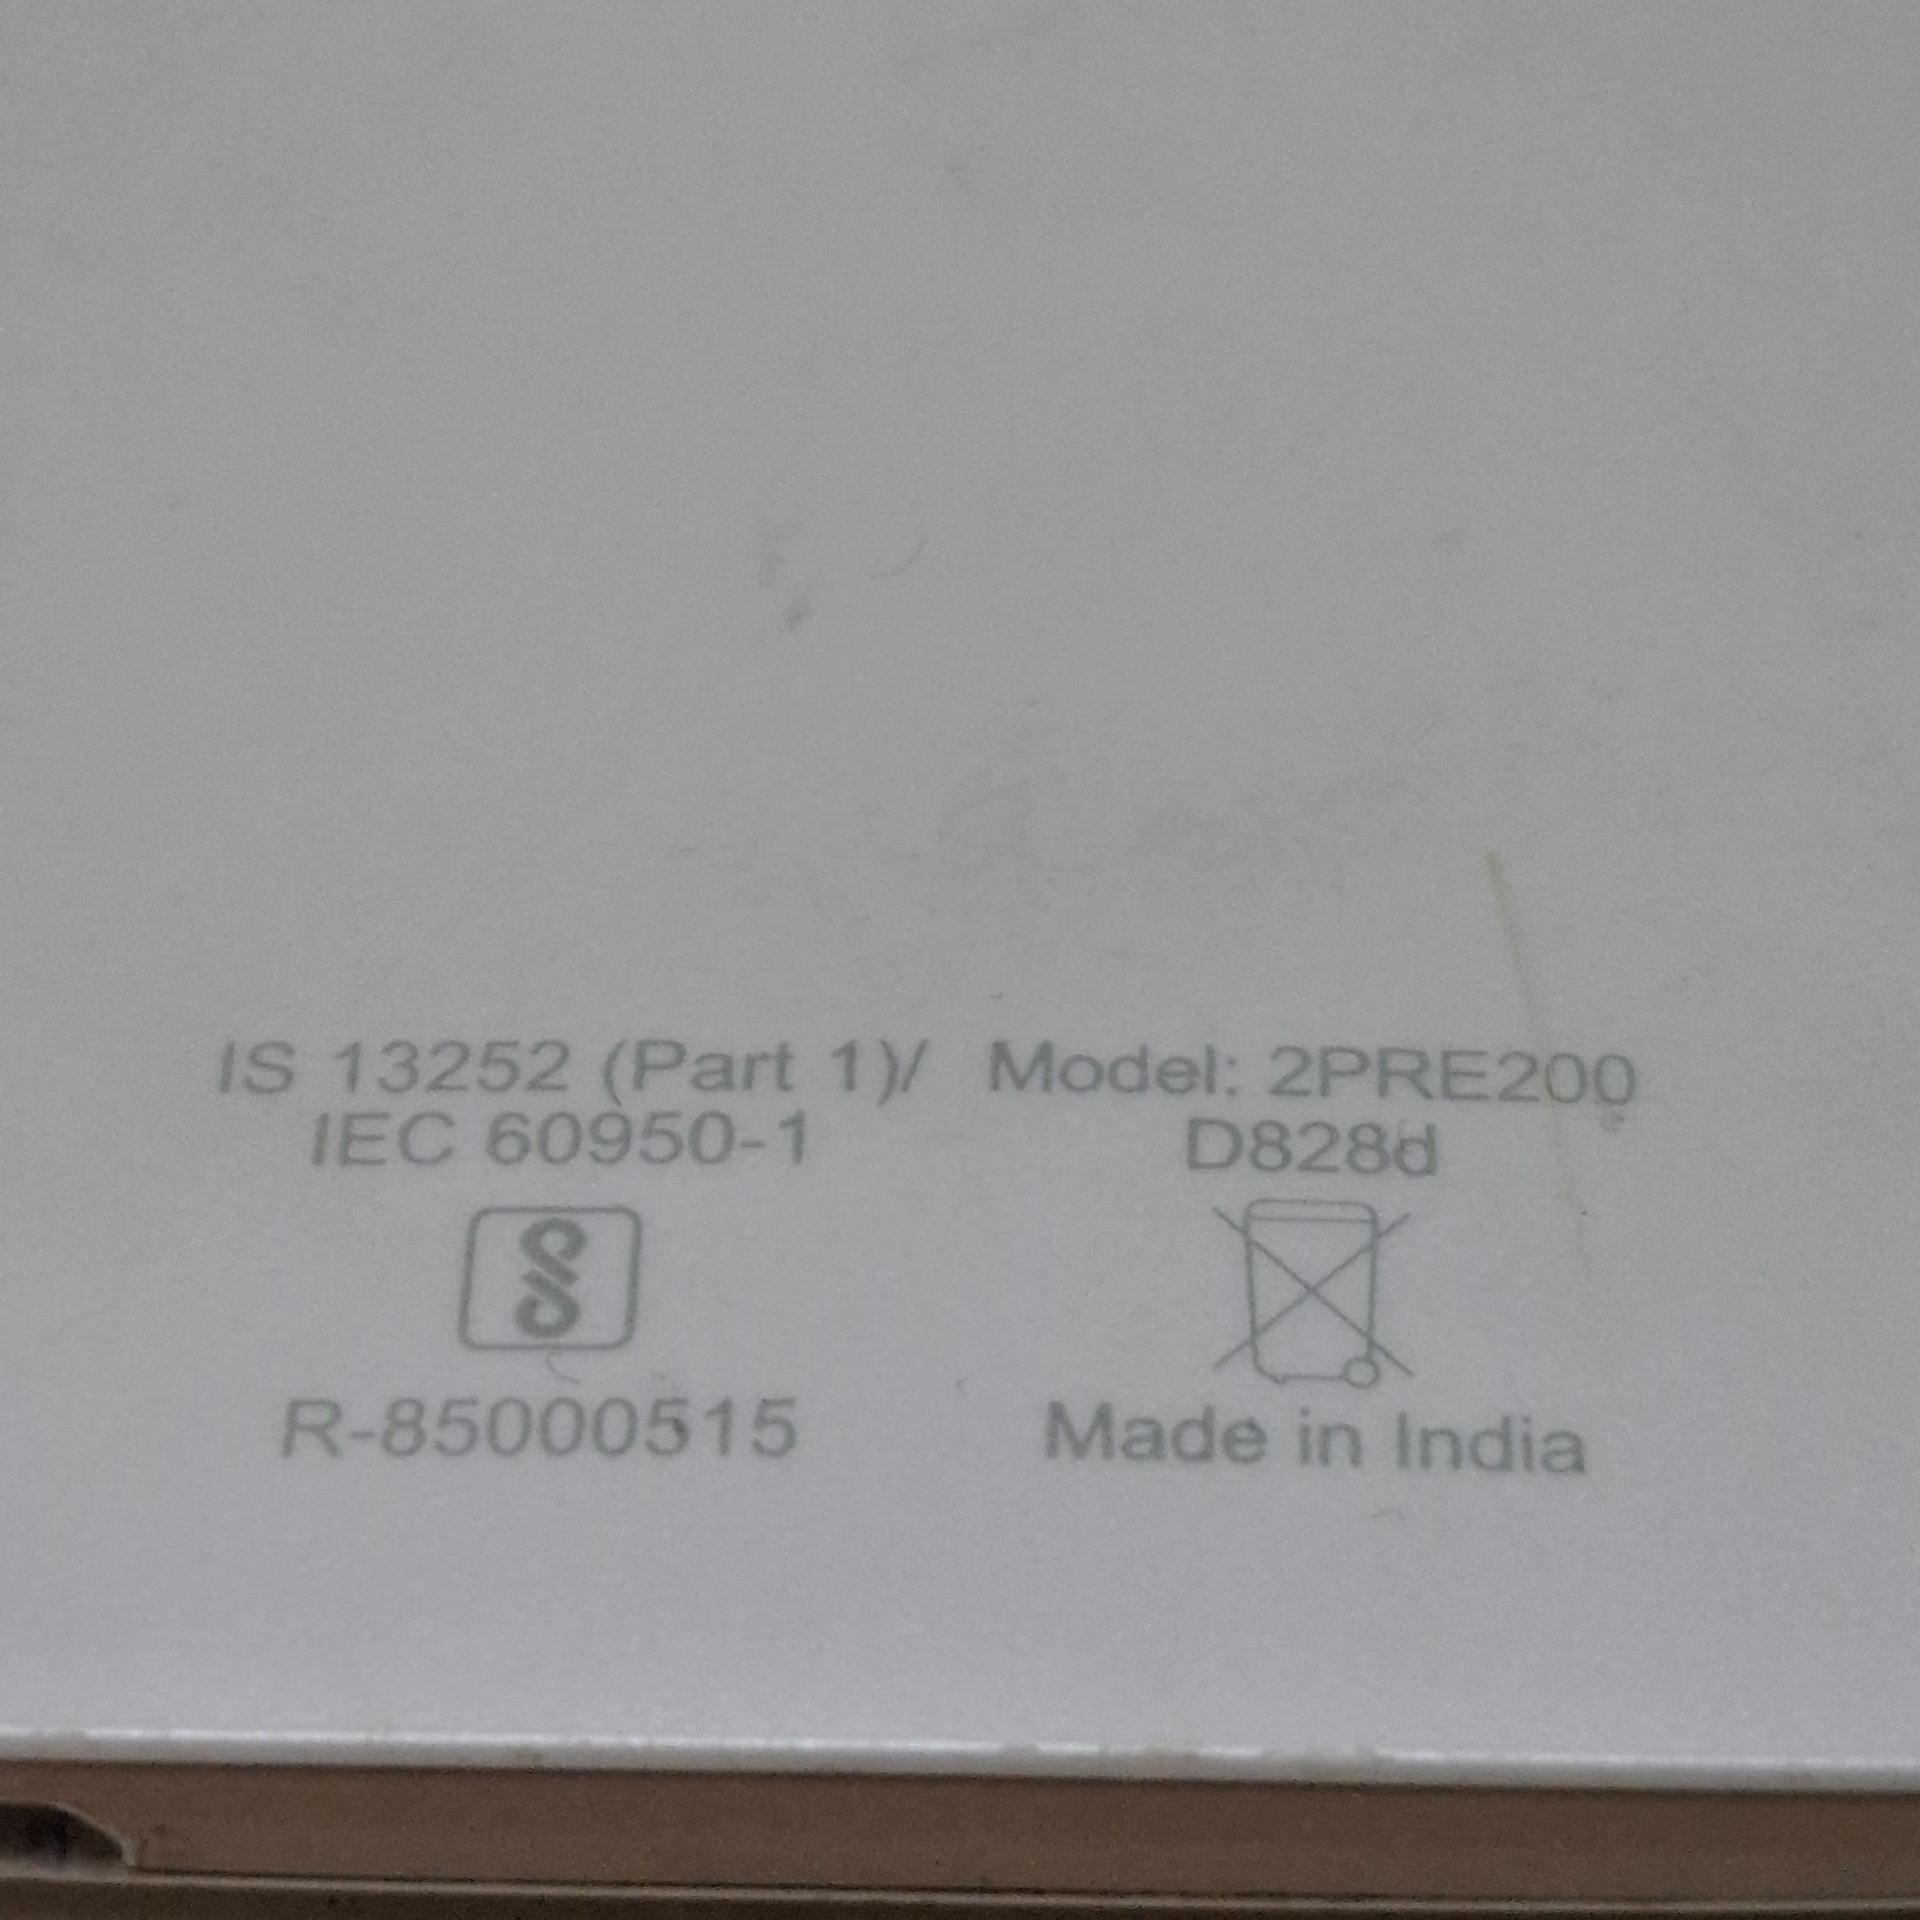 IS 13252 (Part 1)/
IEC 60950-1
R-85000515
Model: 2PRE200
D828d
Made in India